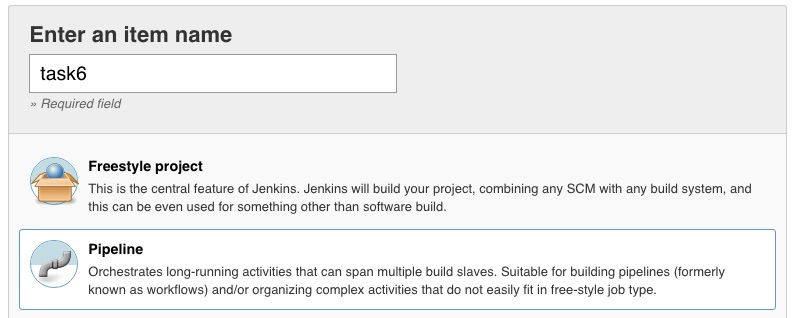 Enter an item name
task6
» Required field
Freestyle project
This is the central feature of Jenkins. Jenkins will build your project, combining any SCM with any build system, and
this can be even used for something other than software build.
Pipeline
Orchestrates long-running activities that can span multiple build slaves. Suitable for building pipelines (formerly
known as workflows) and/or organizing complex activities that do not easily fit in free-style job type.